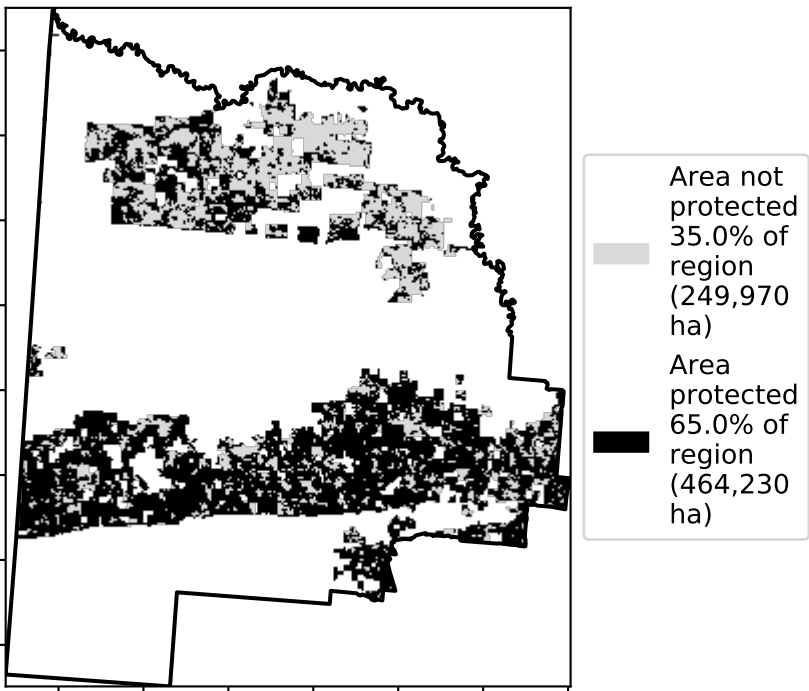 Area not
protected
35.0% of
region
(249,970
ha)
Area
protected
65.0% of
region
(464,230
ha)